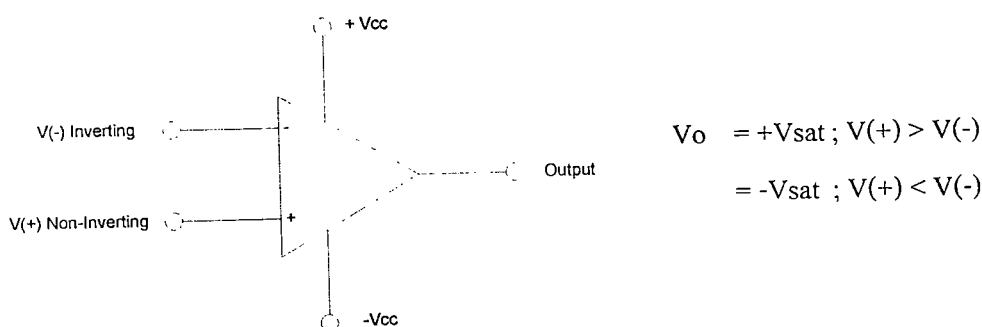 + Vcc
V(-) Inverting
-
Vo = +Vsat ; V(+) > V(-)
Output
= -Vsat ; V(+) < V(-)
V(+) Non-Inverting
+
-Vcc